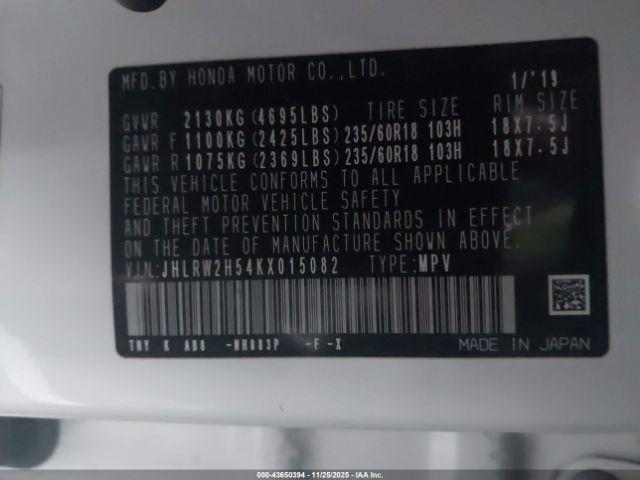 MFD.BY HONDA MOTOR CO.,LTD. 1/'19
GVWR 2130KG(4695LBS) TIRE SIZE RIM SIZE
GAWR F 1100KG(2425LBS) 235/60R18 103H 18X7.5J
GAWR R 1075KG(2369LBS) 235/60R18 103H 18X7.5J
THIS VEHICLE CONFORMS TO ALL APPLICABLE
FEDERAL MOTOR VEHICLE SAFETY
AND THEFT PREVENTION STANDARDS IN EFFECT
ON THE DATE OF MANUFACTURE SHOWN ABOVE.
VIN:JHLRW2H54KX015082 TYPE:MPV
TNY K AD0 -NH883P -F-X MADE IN JAPAN
000-43650394 | 11/25/2025 | IAA Inc.